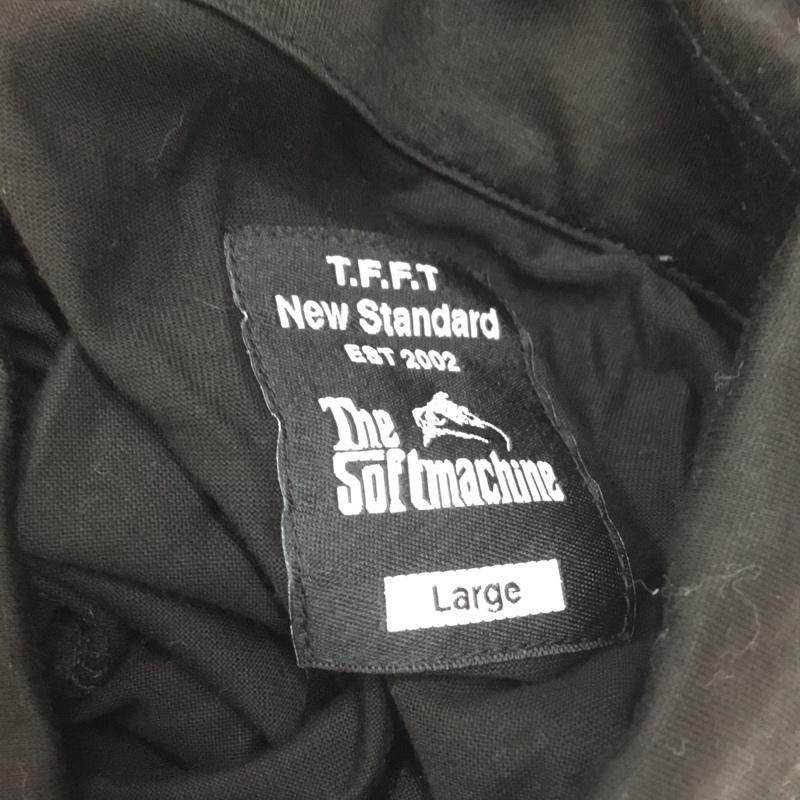 T.F.F.T
New Standard
EST 2002
The
Softmachine
Large